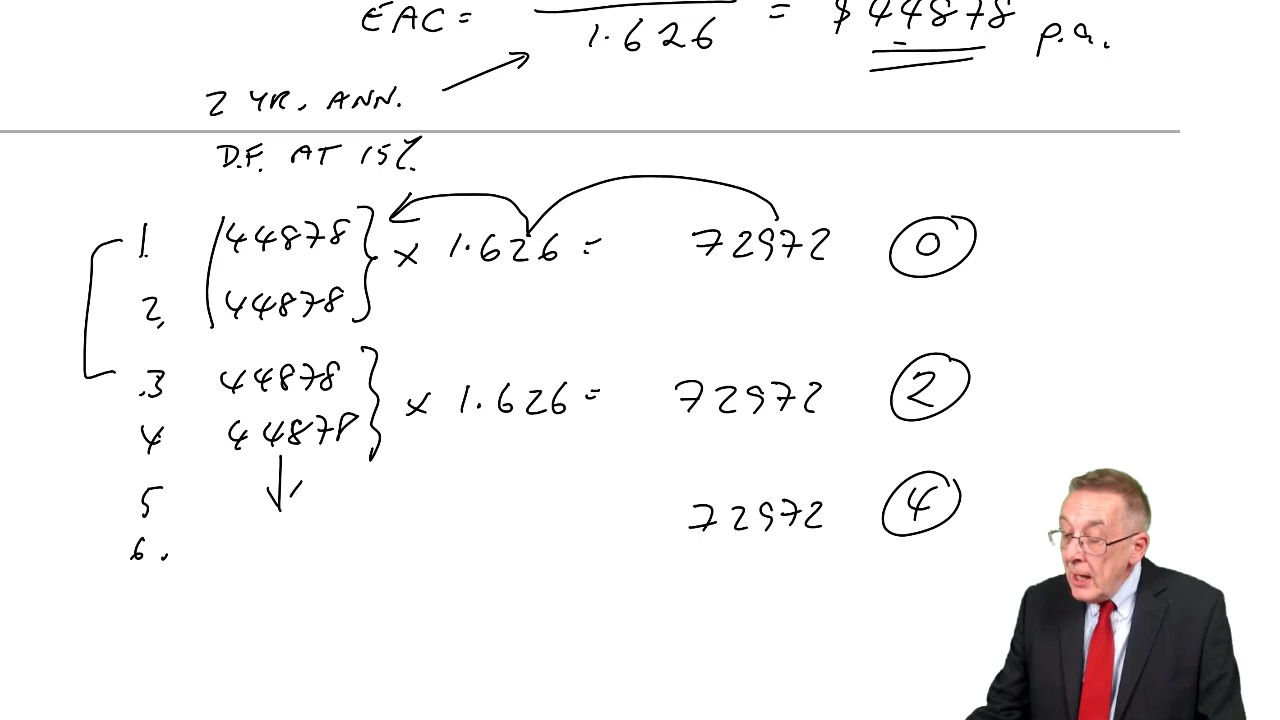 EAC = ─── 1.626 = $44878 p.a.
2 YR. ANN.
D.F. AT 15%
1. 44878 } × 1.626 = 72972 (0)
2. 44878
3 44878 } × 1.626 = 72972 (2)
4 44878
5 72972 (4)
6.